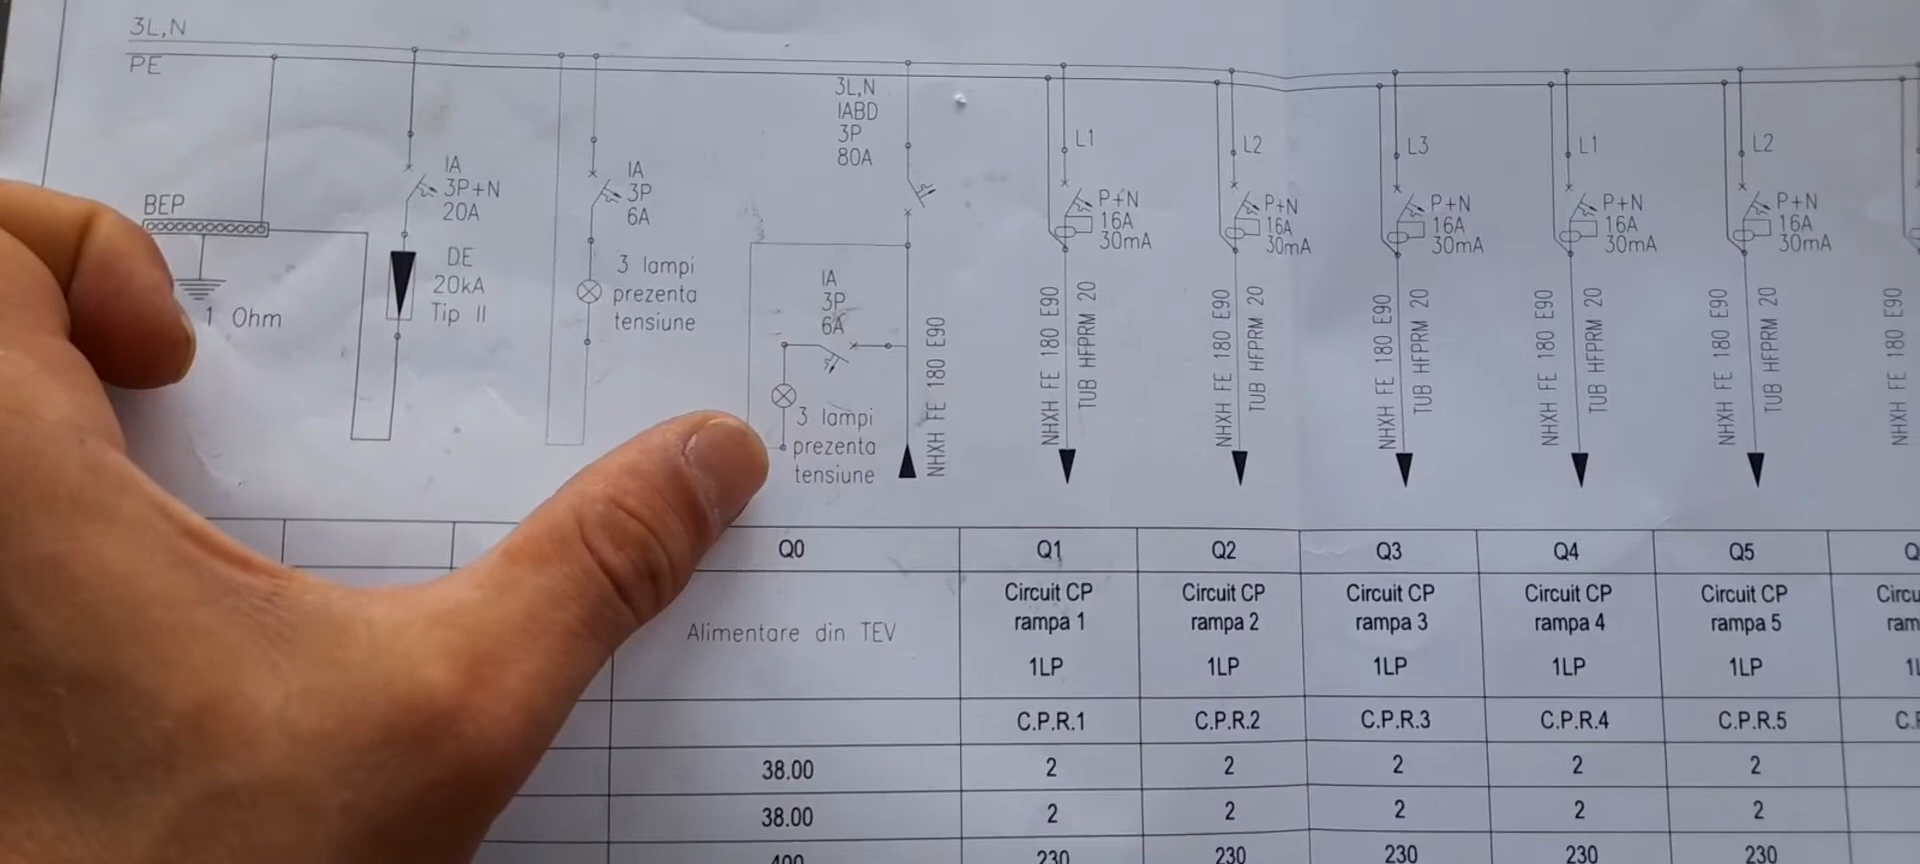 3L,N
PE
BEP
1 Ohm
IA
3P+N
20A
DE
20kA
Tip II
IA
3P
6A
3 lampi
prezenta
tensiune
3L,N
IABD
3P
80A
IA
3P
6A
3 lampi
prezenta
tensiune
NHXH FE 180 E90
L1
P+N
16A
30mA
NHXH FE 180 E90
TUB HFPRM 20
L2
P+N
16A
30mA
NHXH FE 180 E90
TUB HFPRM 20
L3
P+N
16A
30mA
NHXH FE 180 E90
TUB HFPRM 20
L1
P+N
16A
30mA
NHXH FE 180 E90
TUB HFPRM 20
L2
P+N
16A
30mA
NHXH FE 180 E90
TUB HFPRM 20
NHXH FE 180 E90
Q0 Q1 Q2 Q3 Q4 Q5
Alimentare din TEV
Circuit CP
rampa 1
1LP
Circuit CP
rampa 2
1LP
Circuit CP
rampa 3
1LP
Circuit CP
rampa 4
1LP
Circuit CP
rampa 5
1LP
C.P.R.1 C.P.R.2 C.P.R.3 C.P.R.4 C.P.R.5
38.00 2 2 2 2 2
38.00 2 2 2 2 2
400 230 230 230 230 230